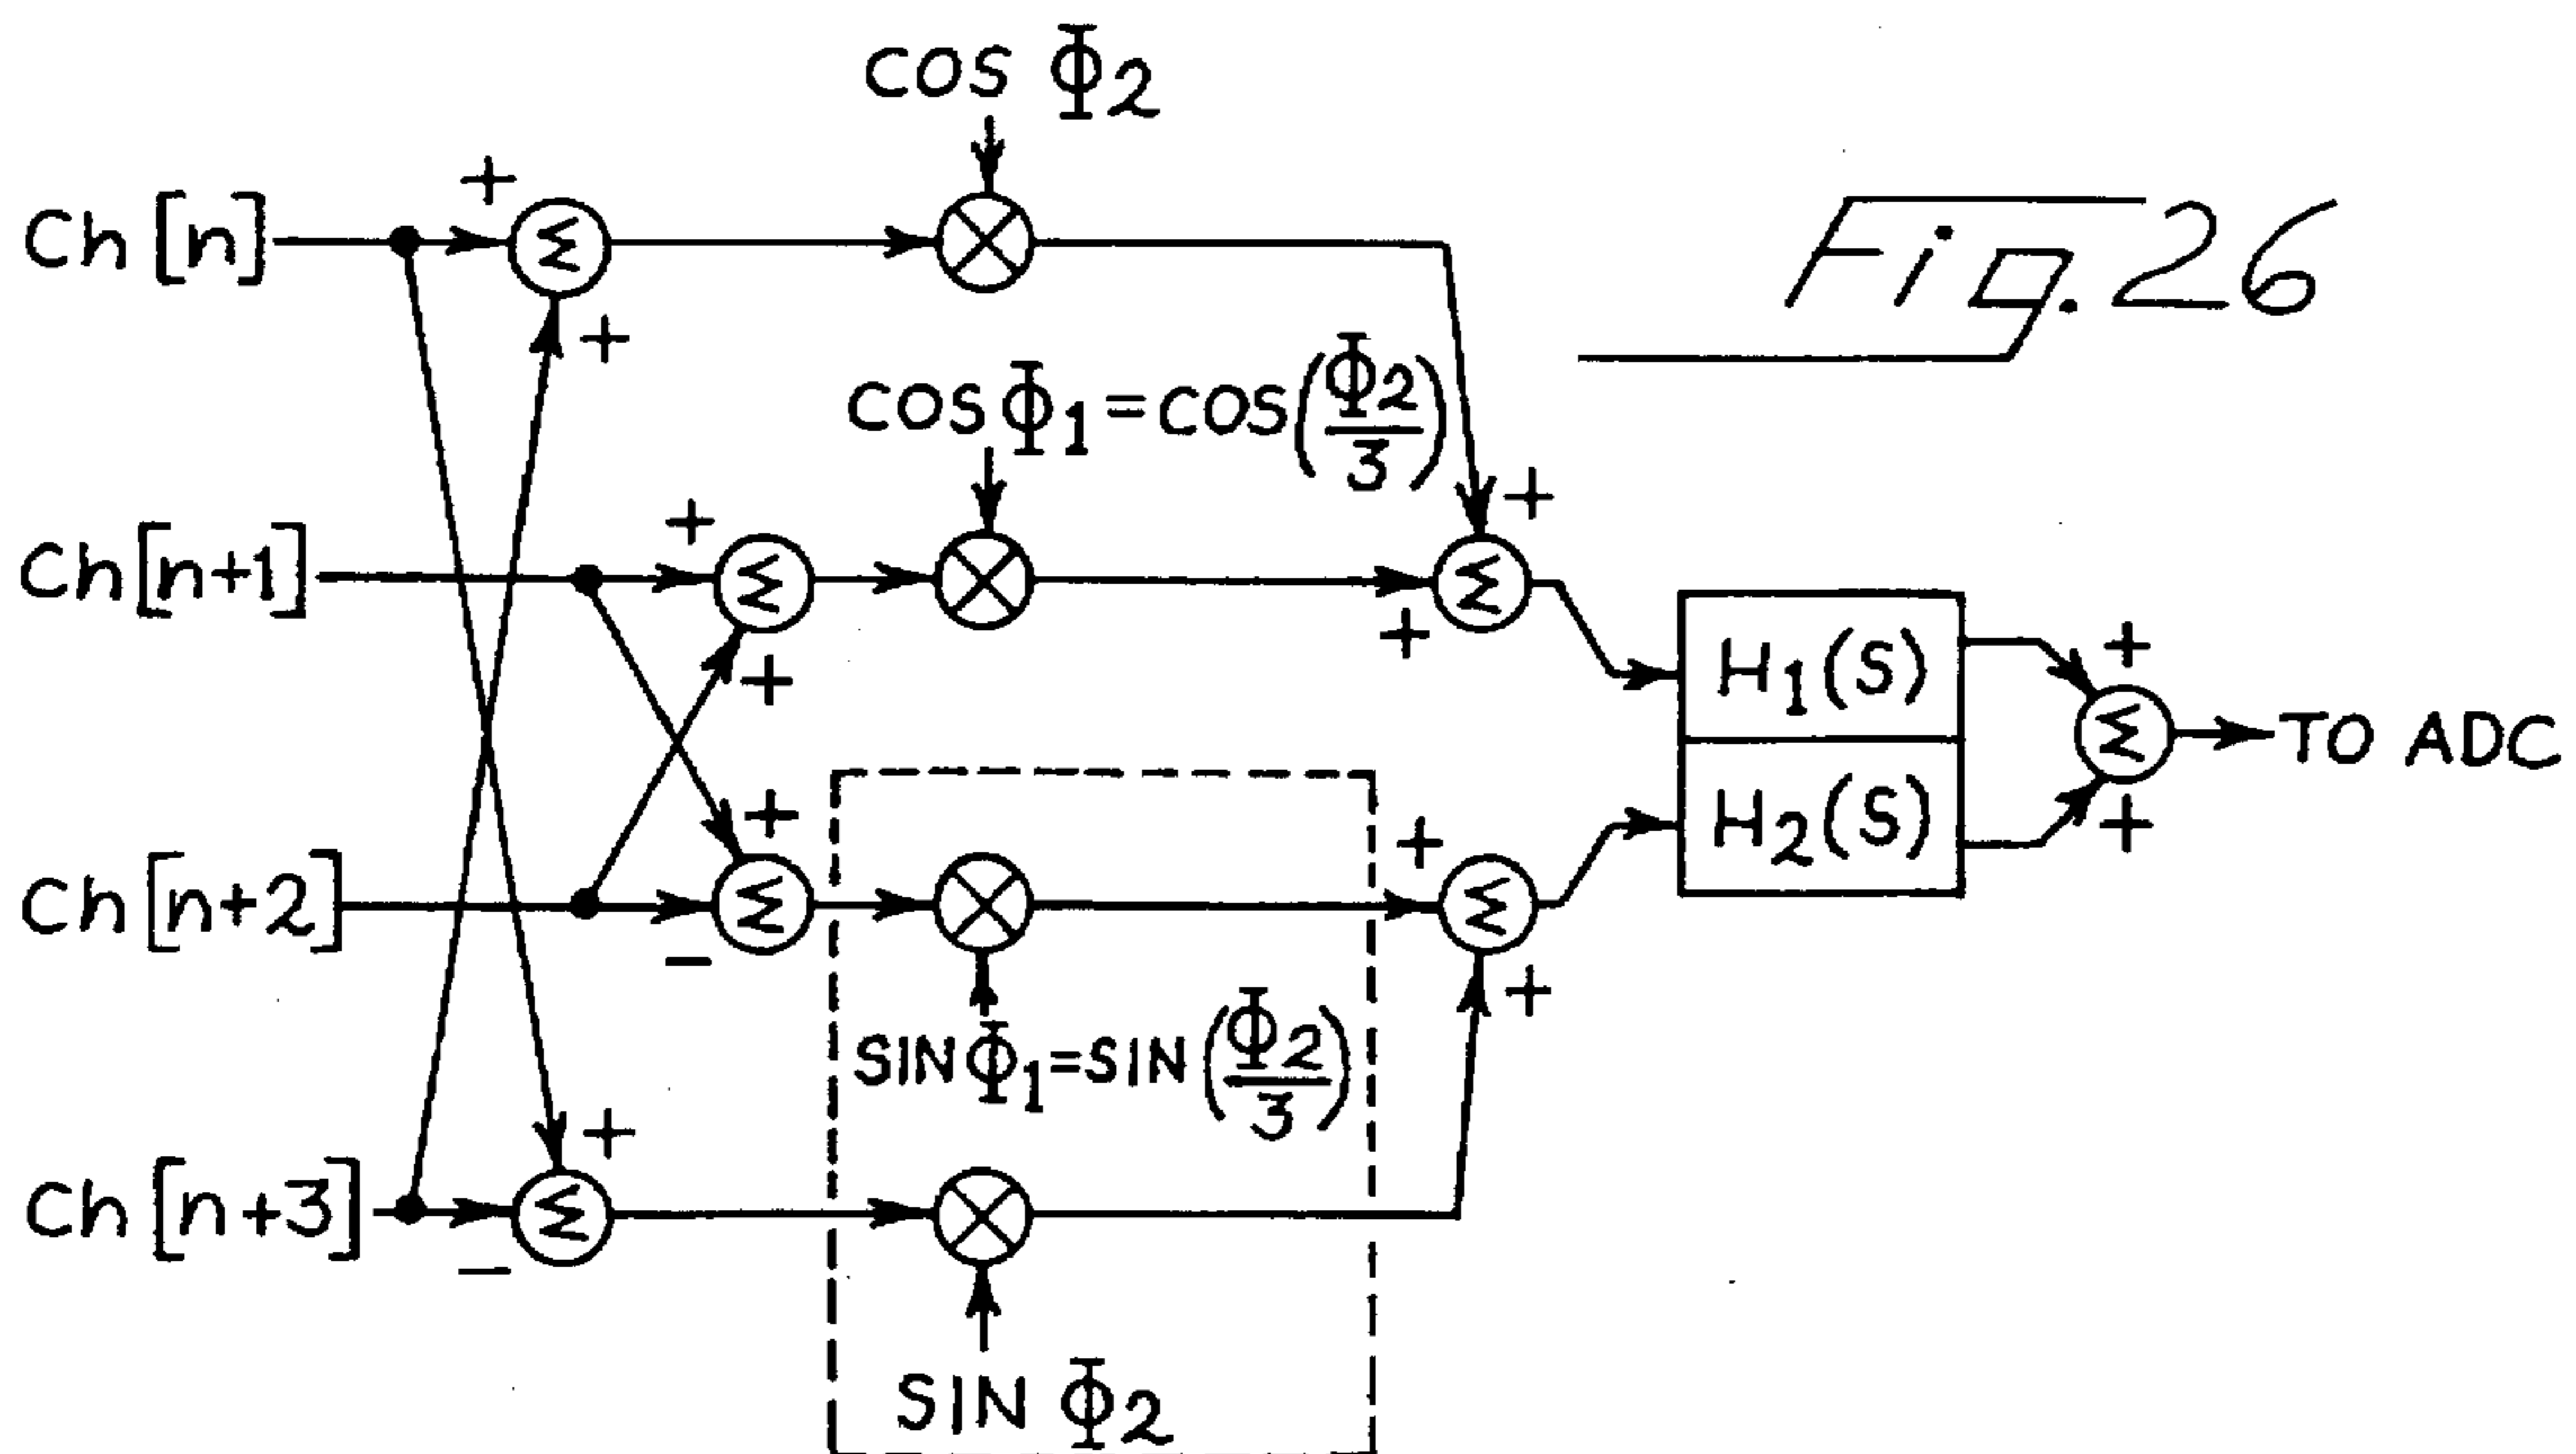 COS Φ2
Fig. 26
Ch [n]
+
Σ
+
COS Φ1 = COS(Φ2/3)
+
Ch[n+1]
+
Σ
+
Σ
+
H1(S)
+
Σ
TO ADC
H2(S)
+
Ch[n+2]
+
Σ
−
+
Σ
+
SIN Φ1=SIN(Φ2/3)
Ch[n+3]
+
Σ
−
SIN Φ2